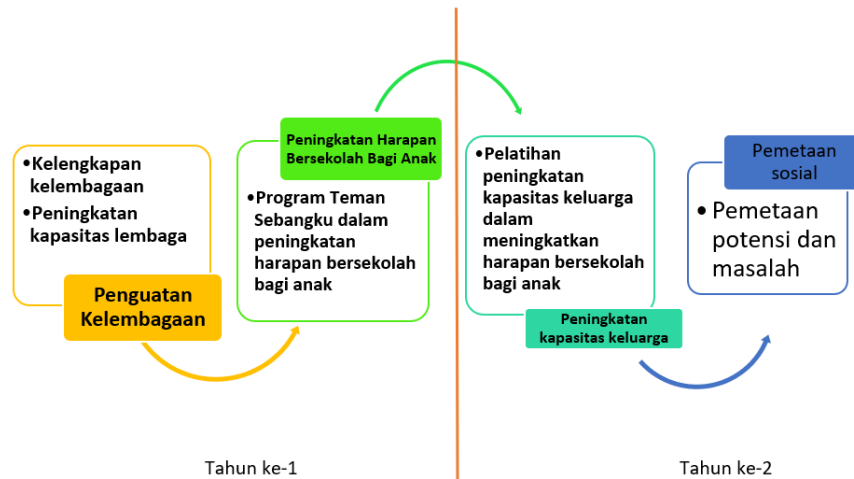 •Kelengkapan
kelembagaan
•Peningkatan
kapasitas lembaga
Penguatan
Kelembagaan
Peningkatan Harapan
Bersekolah Bagi Anak
•Program Teman
Sebangku dalam
peningkatan
harapan bersekolah
bagi anak
•Pelatihan
peningkatan
kapasitas keluarga
dalam
meningkatkan
harapan bersekolah
bagi anak
Peningkatan
kapasitas keluarga
Pemetaan
sosial
• Pemetaan
potensi dan
masalah
Tahun ke-1
Tahun ke-2